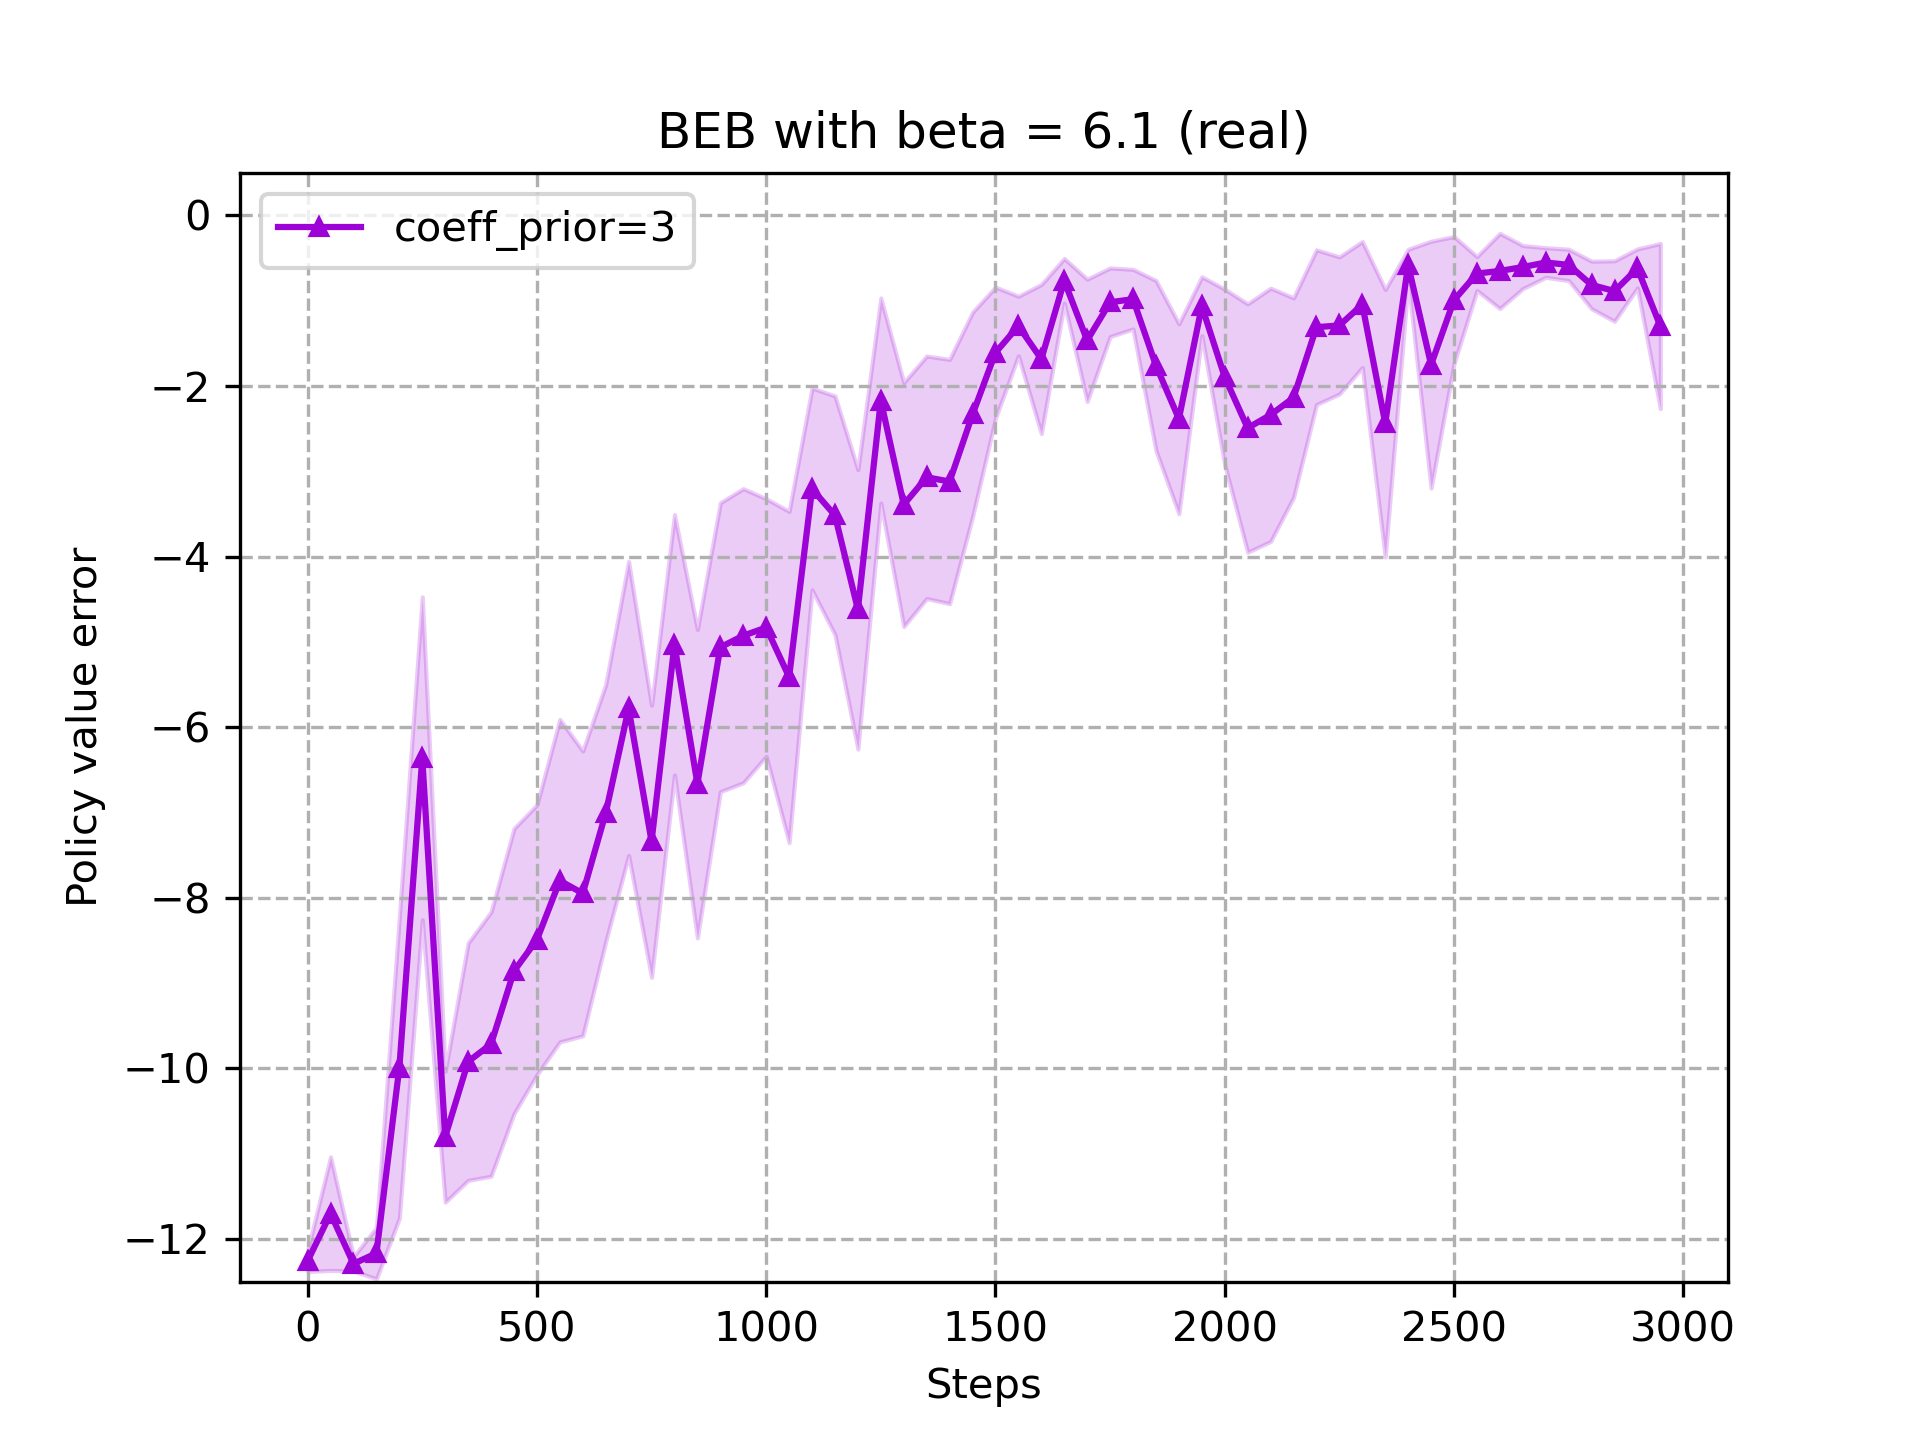 BEB with beta = 6.1 (real)
coeff_prior=3
0
−2
−4
−6
−8
−10
−12
Policy value error
0 500 1000 1500 2000 2500 3000
Steps